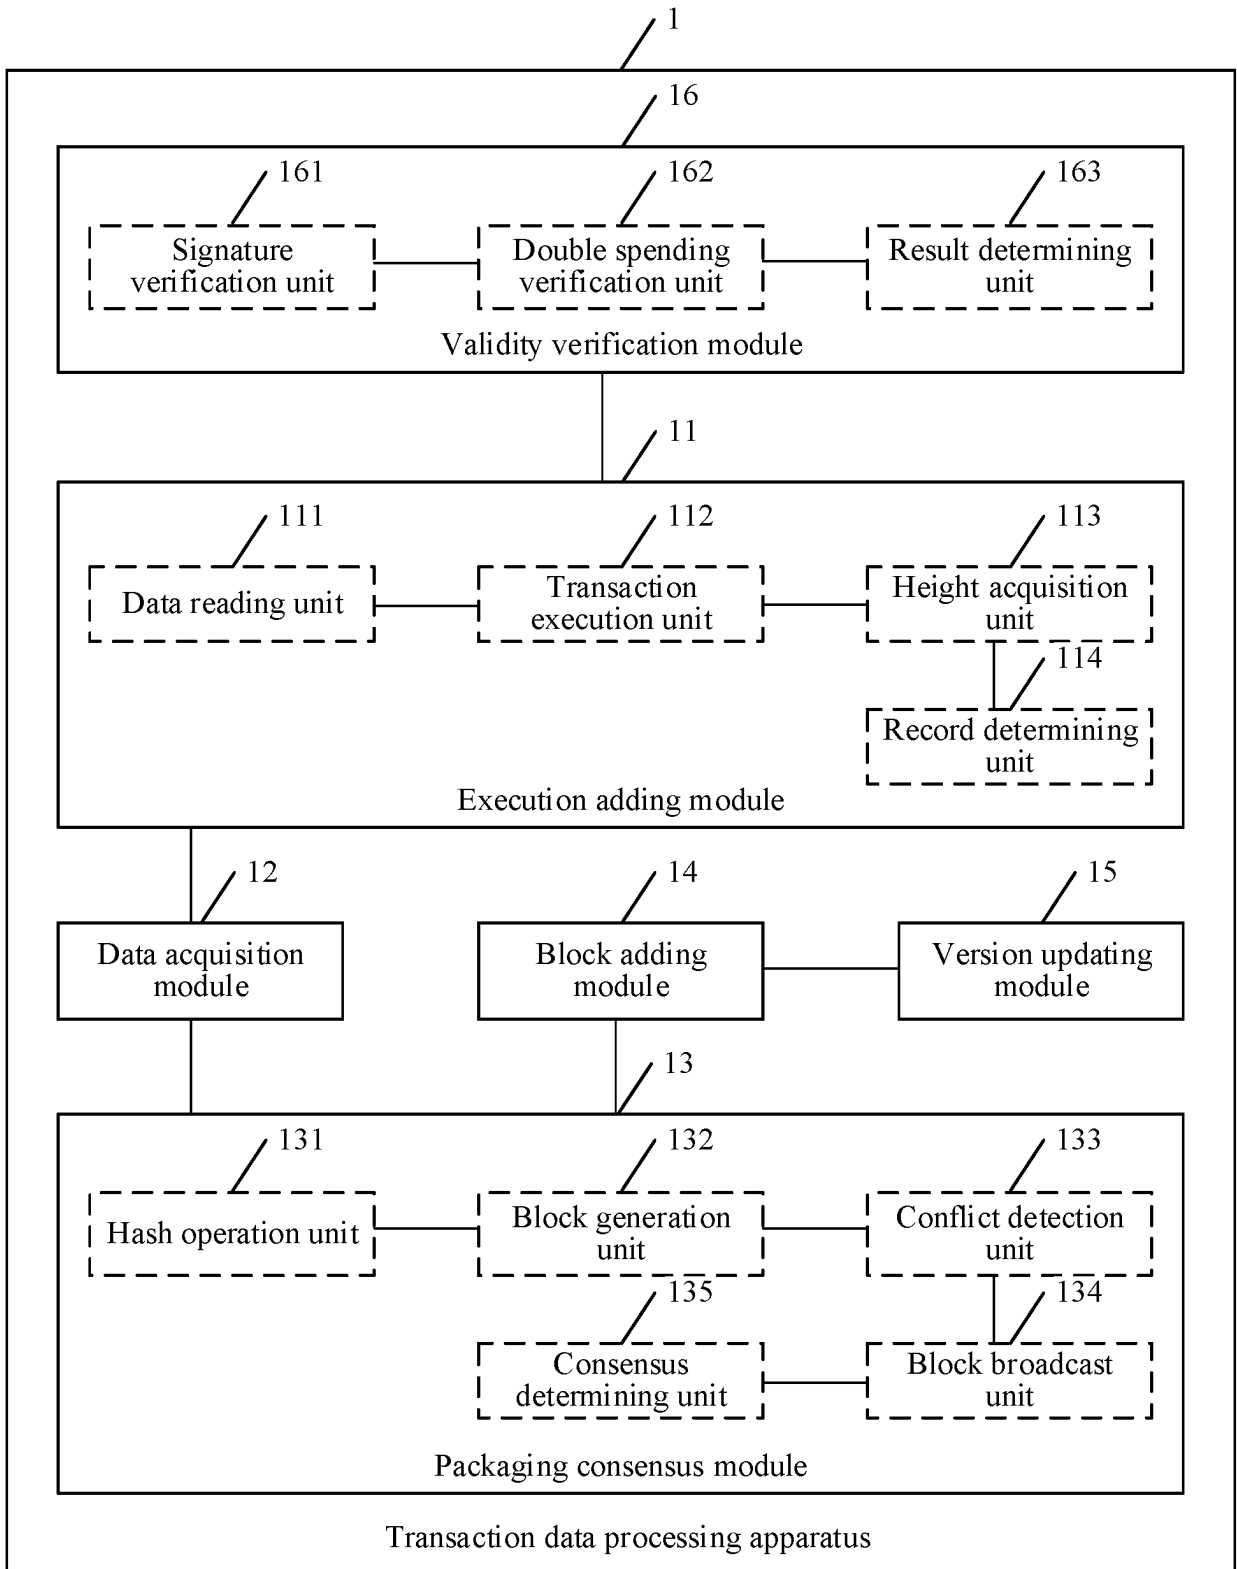 1
16
161
162
163
Signature
verification unit
Double spending
verification unit
Result determining
unit
Validity verification module
11
111
112
113
Data reading unit
Transaction
execution unit
Height acquisition
unit
114
Record determining
unit
Execution adding module
12
14
15
Data acquisition
module
Block adding
module
Version updating
module
13
131
132
133
Hash operation unit
Block generation
unit
Conflict detection
unit
135
134
Consensus
determining unit
Block broadcast
unit
Packaging consensus module
Transaction data processing apparatus